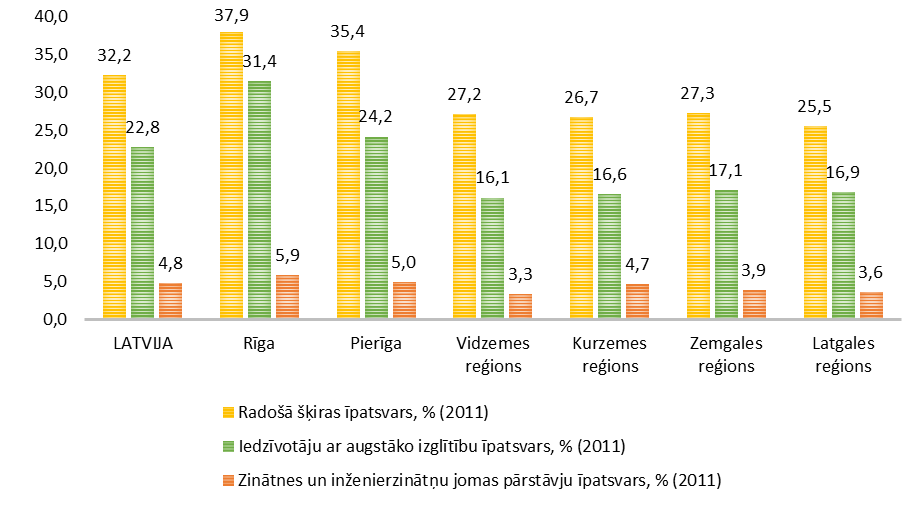 40,0
35,0
30,0
25,0
20,0
15,0
10,0
5,0
0,0
32,2
22,8
4,8
37,9
31,4
5,9
35,4
24,2
5,0
27,2
16,1
3,3
26,7
16,6
4,7
27,3
17,1
3,9
25,5
16,9
3,6
LATVIJA
Rīga
Pierīga
Vidzemes
reģions
Kurzemes
reģions
Zemgales
reģions
Latgales
reģions
Radošā šķiras īpatsvars, % (2011)
Iedzīvotāju ar augstāko izglītību īpatsvars, % (2011)
Zinātnes un inženierzinātņu jomas pārstāvju īpatsvars, % (2011)